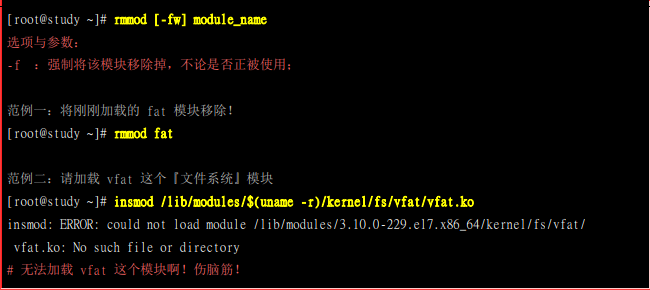 [root@study ~]# rmmod [-fw] module_name
选项与参数：
-f ：强制将该模块移除掉，不论是否正被使用；
范例一：将刚刚加载的 fat 模块移除！
[root@study ~]# rmmod fat
范例二：请加载 vfat 这个『文件系统』模块
[root@study ~]# insmod /lib/modules/$(uname -r)/kernel/fs/vfat/vfat.ko
insmod: ERROR: could not load module /lib/modules/3.10.0-229.el7.x86_64/kernel/fs/vfat/
vfat.ko: No such file or directory
# 无法加载 vfat 这个模块啊！伤脑筋！